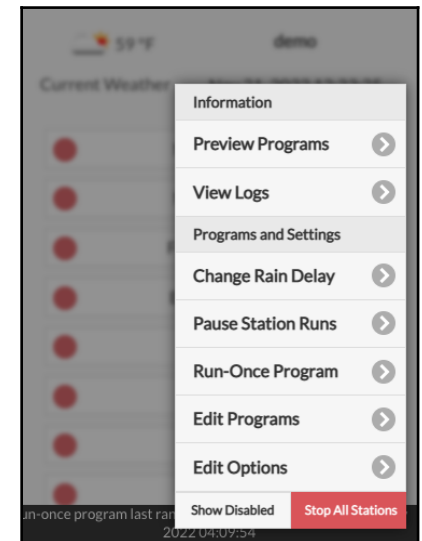 59 °F demo
Current Weather
Information
Preview Programs
View Logs
Programs and Settings
Change Rain Delay
Pause Station Runs
Run-Once Program
Edit Programs
Edit Options
Show Disabled Stop All Stations
un-once program last ran
2022 04:09:54